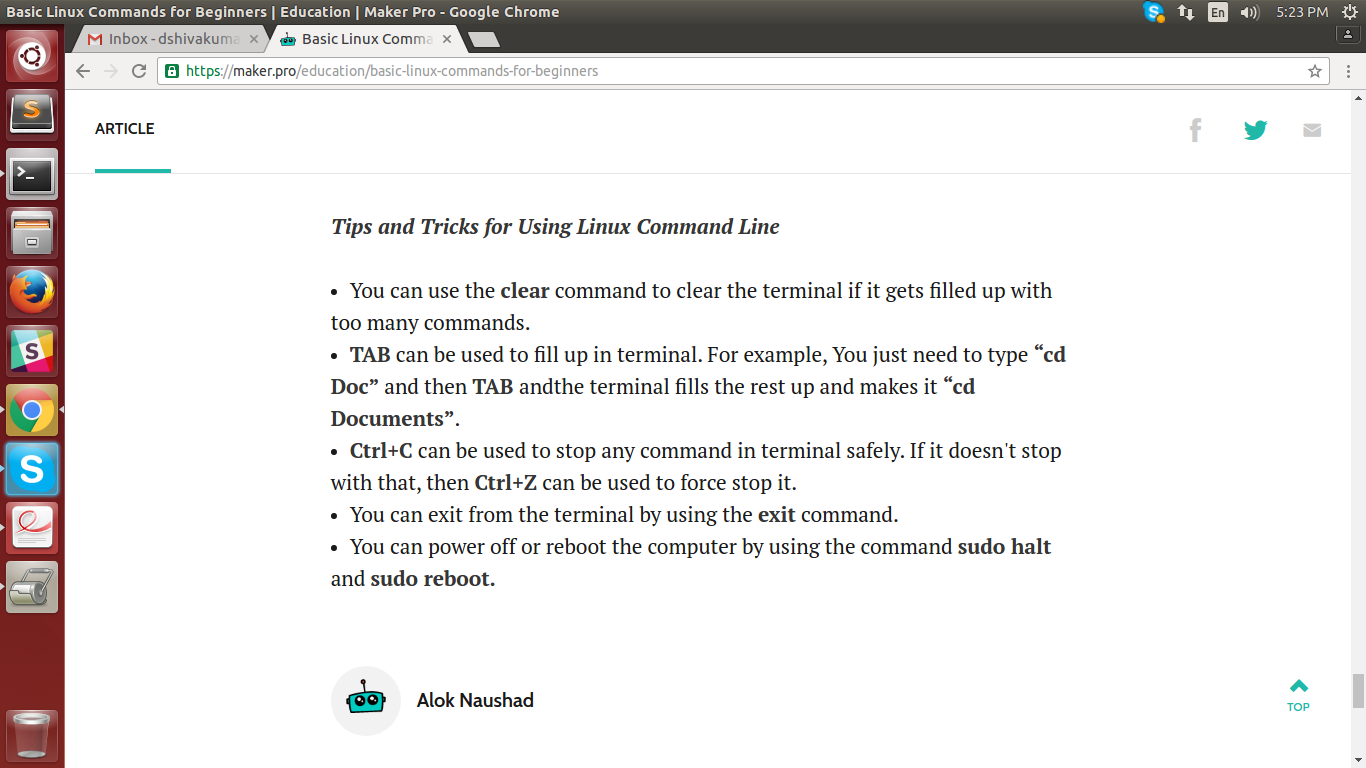 Basic Linux Commands for Beginners | Education | Maker Pro - Google Chrome
En
5:23 PM
Inbox - dshivakuma
Basic Linux Comma
https://maker.pro/education/basic-linux-commands-for-beginners
ARTICLE
Tips and Tricks for Using Linux Command Line
• You can use the clear command to clear the terminal if it gets filled up with
too many commands.
• TAB can be used to fill up in terminal. For example, You just need to type “cd
Doc” and then TAB andthe terminal fills the rest up and makes it “cd
Documents”.
• Ctrl+C can be used to stop any command in terminal safely. If it doesn't stop
with that, then Ctrl+Z can be used to force stop it.
• You can exit from the terminal by using the exit command.
• You can power off or reboot the computer by using the command sudo halt
and sudo reboot.
Alok Naushad
TOP